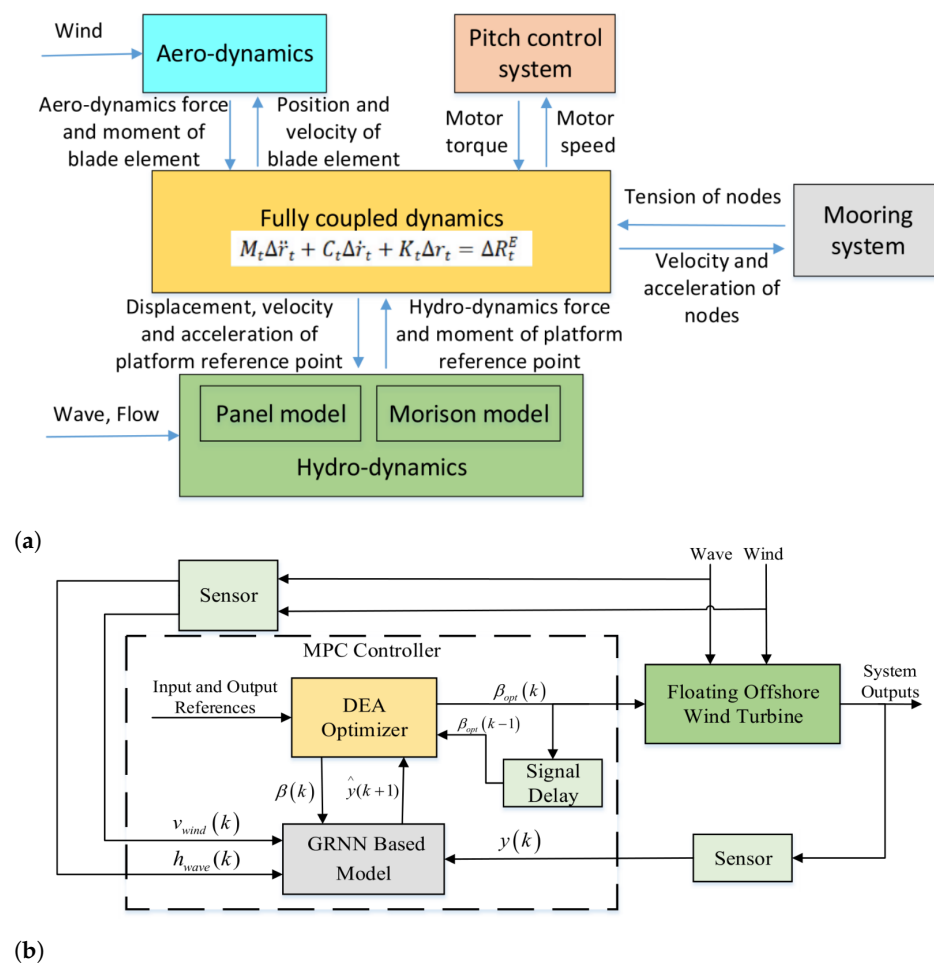 Wind
Aero-dynamics
Pitch control
system
Aero-dynamics force
and moment of
blade element
Position and
velocity of
blade element
Motor
torque
Motor
speed
Fully coupled dynamics
M_tΔr̈_t + C_tΔṙ_t + K_tΔr_t = ΔR_t^E
Tension of nodes
Mooring
system
Velocity and
acceleration of
nodes
Displacement, velocity
and acceleration of
platform reference point
Hydro-dynamics force
and moment of platform
reference point
Wave, Flow
Panel model
Morison model
Hydro-dynamics
(a)
Wave
Wind
Sensor
MPC Controller
Input and Output
References
DEA
Optimizer
β_opt(k)
β_opt(k−1)
Signal
Delay
Floating Offshore
Wind Turbine
System
Outputs
β(k)
ŷ(k+1)
v_wind(k)
h_wave(k)
GRNN Based
Model
y(k)
Sensor
(b)